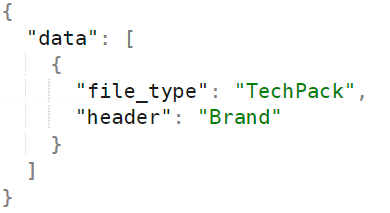 {
  "data": [
    {
      "file_type": "TechPack",
      "header": "Brand"
    }
  ]
}